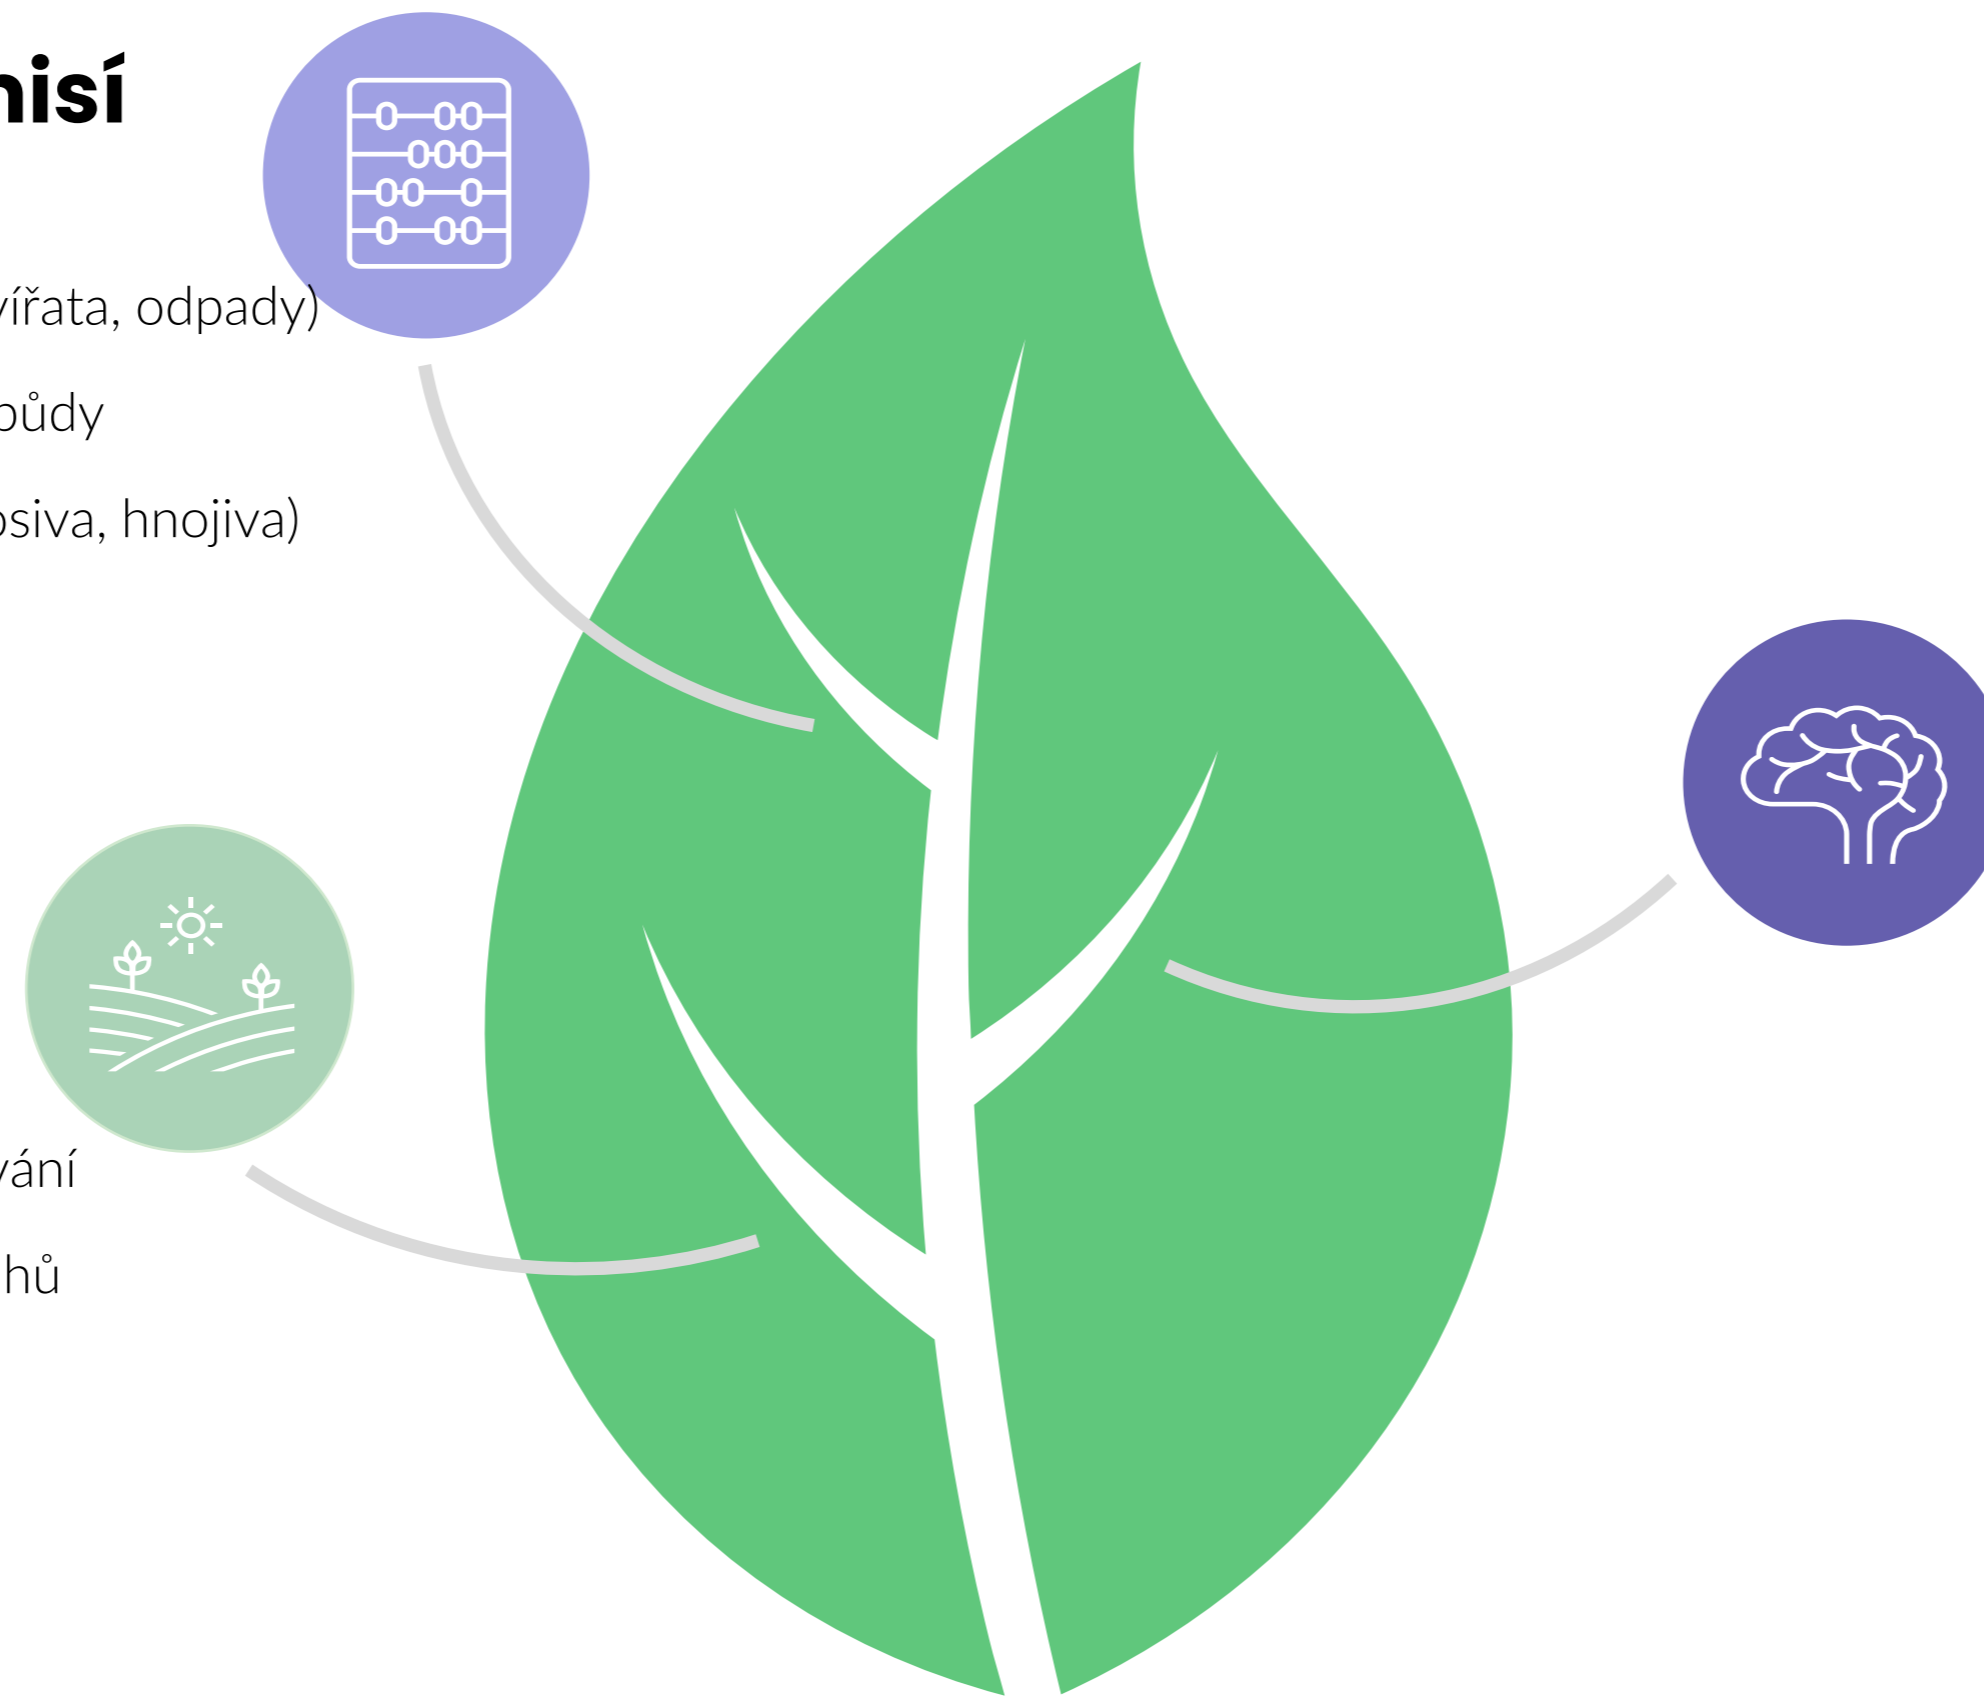 nisí
vířata, odpady)
půdy
osiva, hnojiva)
vání
hů